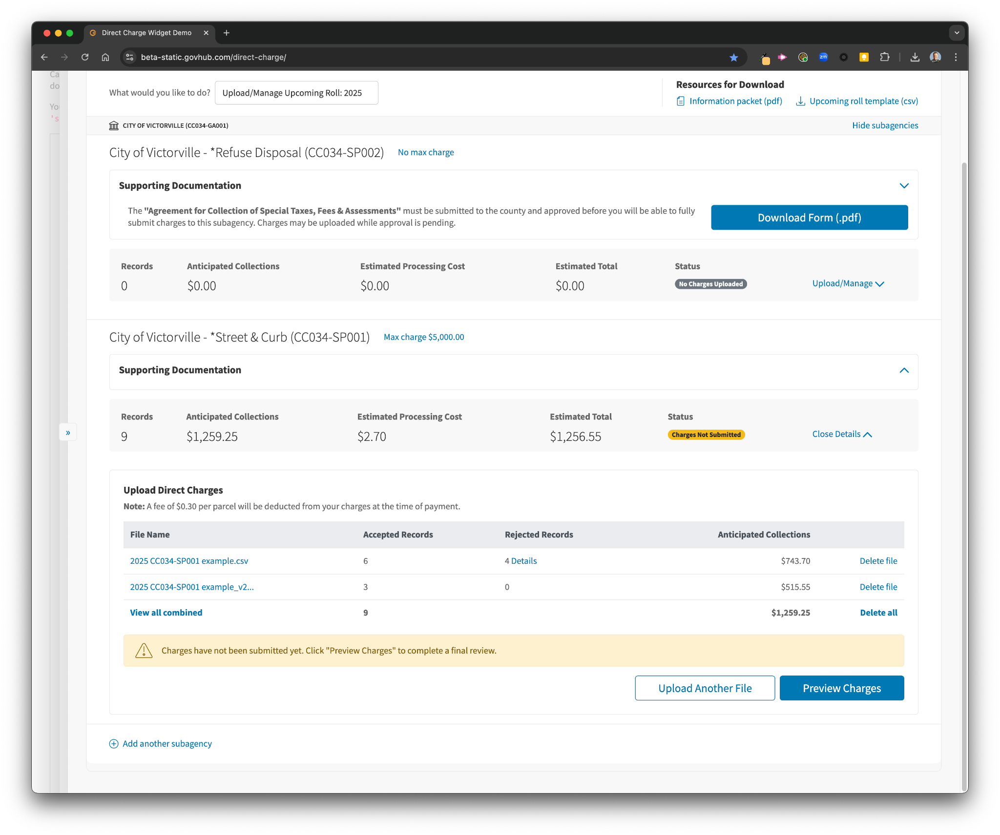 Direct Charge Widget Demo
beta-static.govhub.com/direct-charge/
zm
Ca
do
You
's
What would you like to do?
Upload/Manage Upcoming Roll: 2025
Resources for Download
Information packet (pdf)
Upcoming roll template (csv)
CITY OF VICTORVILLE (CC034-GA001)
Hide subagencies
City of Victorville - *Refuse Disposal (CC034-SP002)
No max charge
Supporting Documentation
The "Agreement for Collection of Special Taxes, Fees & Assessments" must be submitted to the county and approved before you will be able to fully
submit charges to this subagency. Charges may be uploaded while approval is pending.
Download Form (.pdf)
Records Anticipated Collections Estimated Processing Cost Estimated Total Status
0 $0.00 $0.00 $0.00 No Charges Uploaded Upload/Manage
City of Victorville - *Street & Curb (CC034-SP001)
Max charge $5,000.00
Supporting Documentation
Records Anticipated Collections Estimated Processing Cost Estimated Total Status
9 $1,259.25 $2.70 $1,256.55 Charges Not Submitted Close Details
»
Upload Direct Charges
Note: A fee of $0.30 per parcel will be deducted from your charges at the time of payment.
File Name Accepted Records Rejected Records Anticipated Collections
2025 CC034-SP001 example.csv 6 4 Details $743.70 Delete file
2025 CC034-SP001 example_v2... 3 0 $515.55 Delete file
View all combined 9 $1,259.25 Delete all
Charges have not been submitted yet. Click "Preview Charges" to complete a final review.
Upload Another File
Preview Charges
Add another subagency